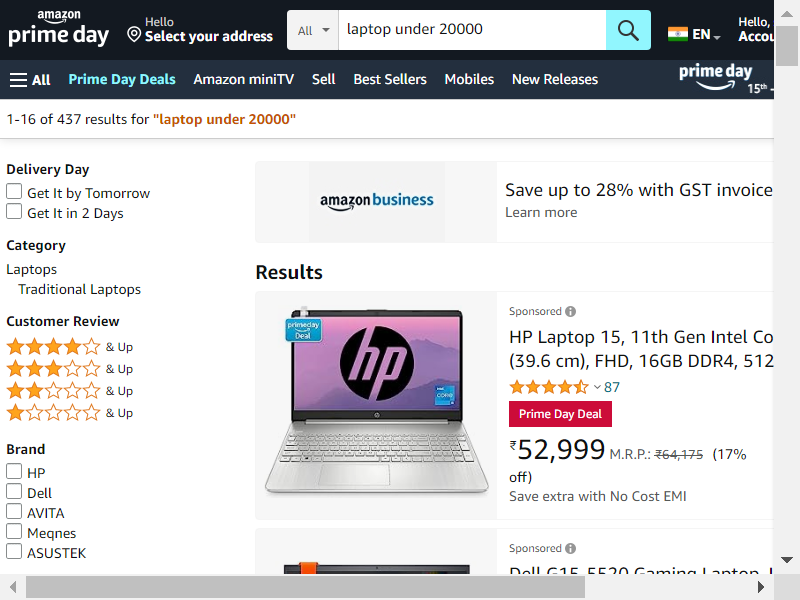 amazon
prime day
Hello
Select your address
All
laptop under 20000
EN
Hello,
All
Prime Day Deals
Amazon miniTV
Sell
Best Sellers
Mobiles
New Releases
prime day
15th -
1-16 of 437 results for "laptop under 20000"
Delivery Day
Get It by Tomorrow
Get It in 2 Days
Category
Laptops
Traditional Laptops
Customer Review
& Up
& Up
& Up
& Up
Brand
HP
Dell
AVITA
Meqnes
ASUSTEK
amazon business
Save up to 28% with GST invoice
Learn more
Results
primeday
Deal
hp
Sponsored
HP Laptop 15, 11th Gen Intel Co
(39.6 cm), FHD, 16GB DDR4, 512
87
Prime Day Deal
₹52,999 M.R.P.: ₹64,175 (17%
off)
Save extra with No Cost EMI
Sponsored
Dell G15-5520 Gaming Laptop,